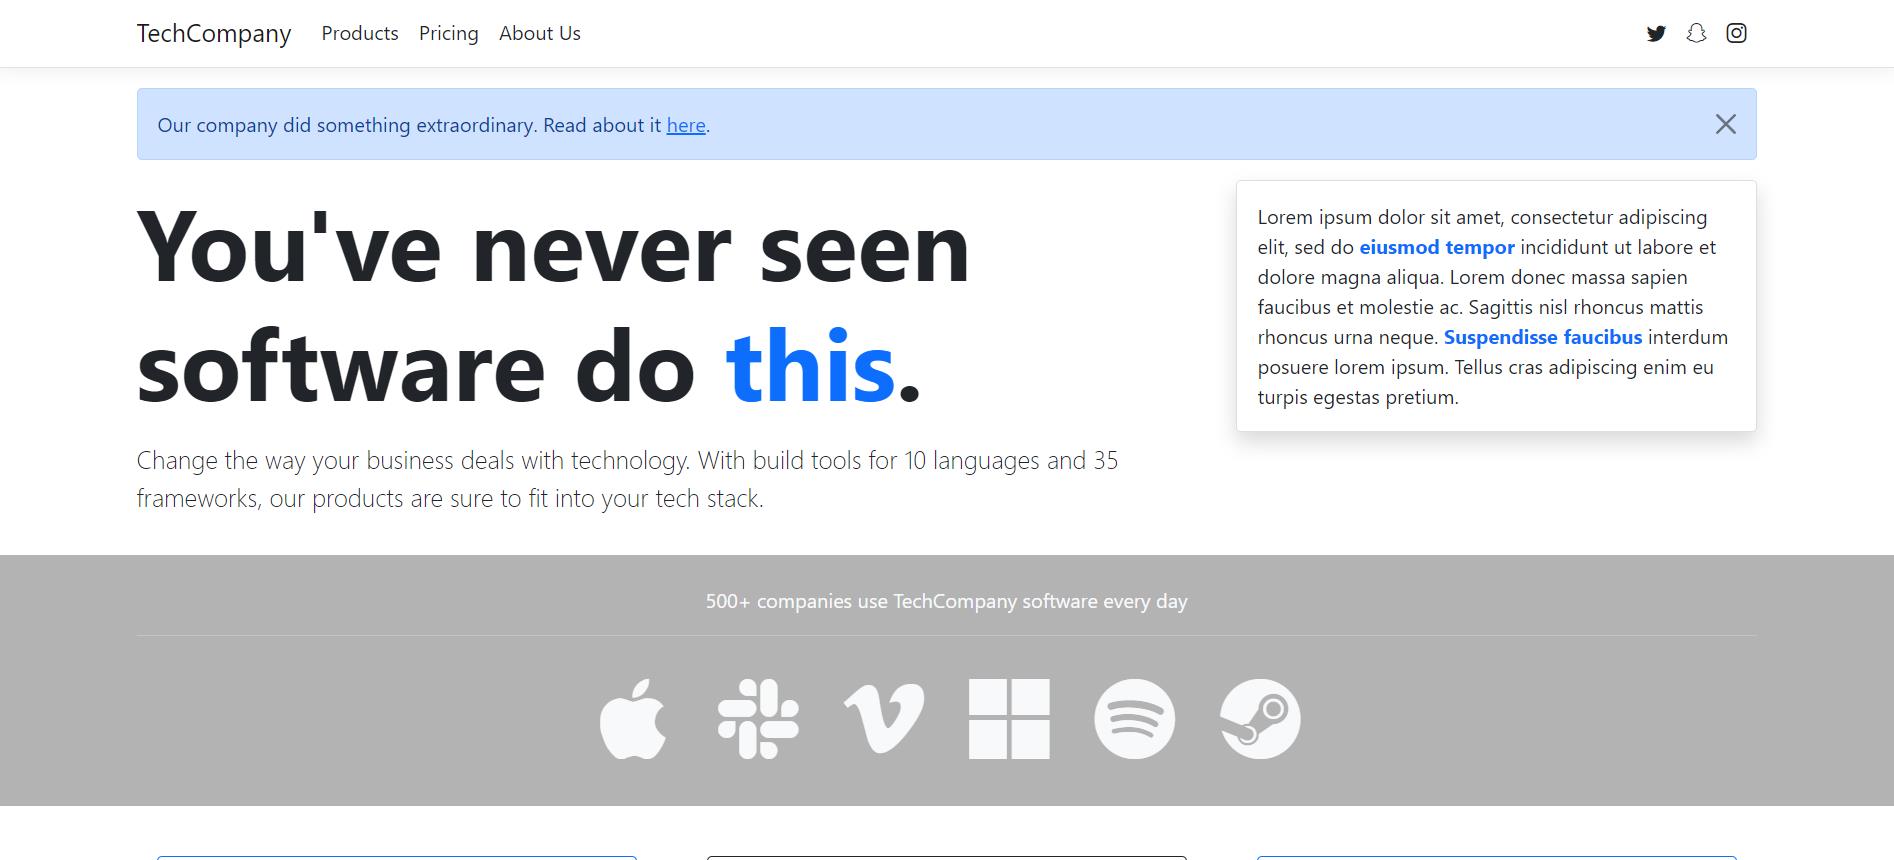 TechCompany Products Pricing About Us
Our company did something extraordinary. Read about it here.
You've never seen
software do this.
Change the way your business deals with technology. With build tools for 10 languages and 35
frameworks, our products are sure to fit into your tech stack.
Lorem ipsum dolor sit amet, consectetur adipiscing
elit, sed do eiusmod tempor incididunt ut labore et
dolore magna aliqua. Lorem donec massa sapien
faucibus et molestie ac. Sagittis nisl rhoncus mattis
rhoncus urna neque. Suspendisse faucibus interdum
posuere lorem ipsum. Tellus cras adipiscing enim eu
turpis egestas pretium.
500+ companies use TechCompany software every day